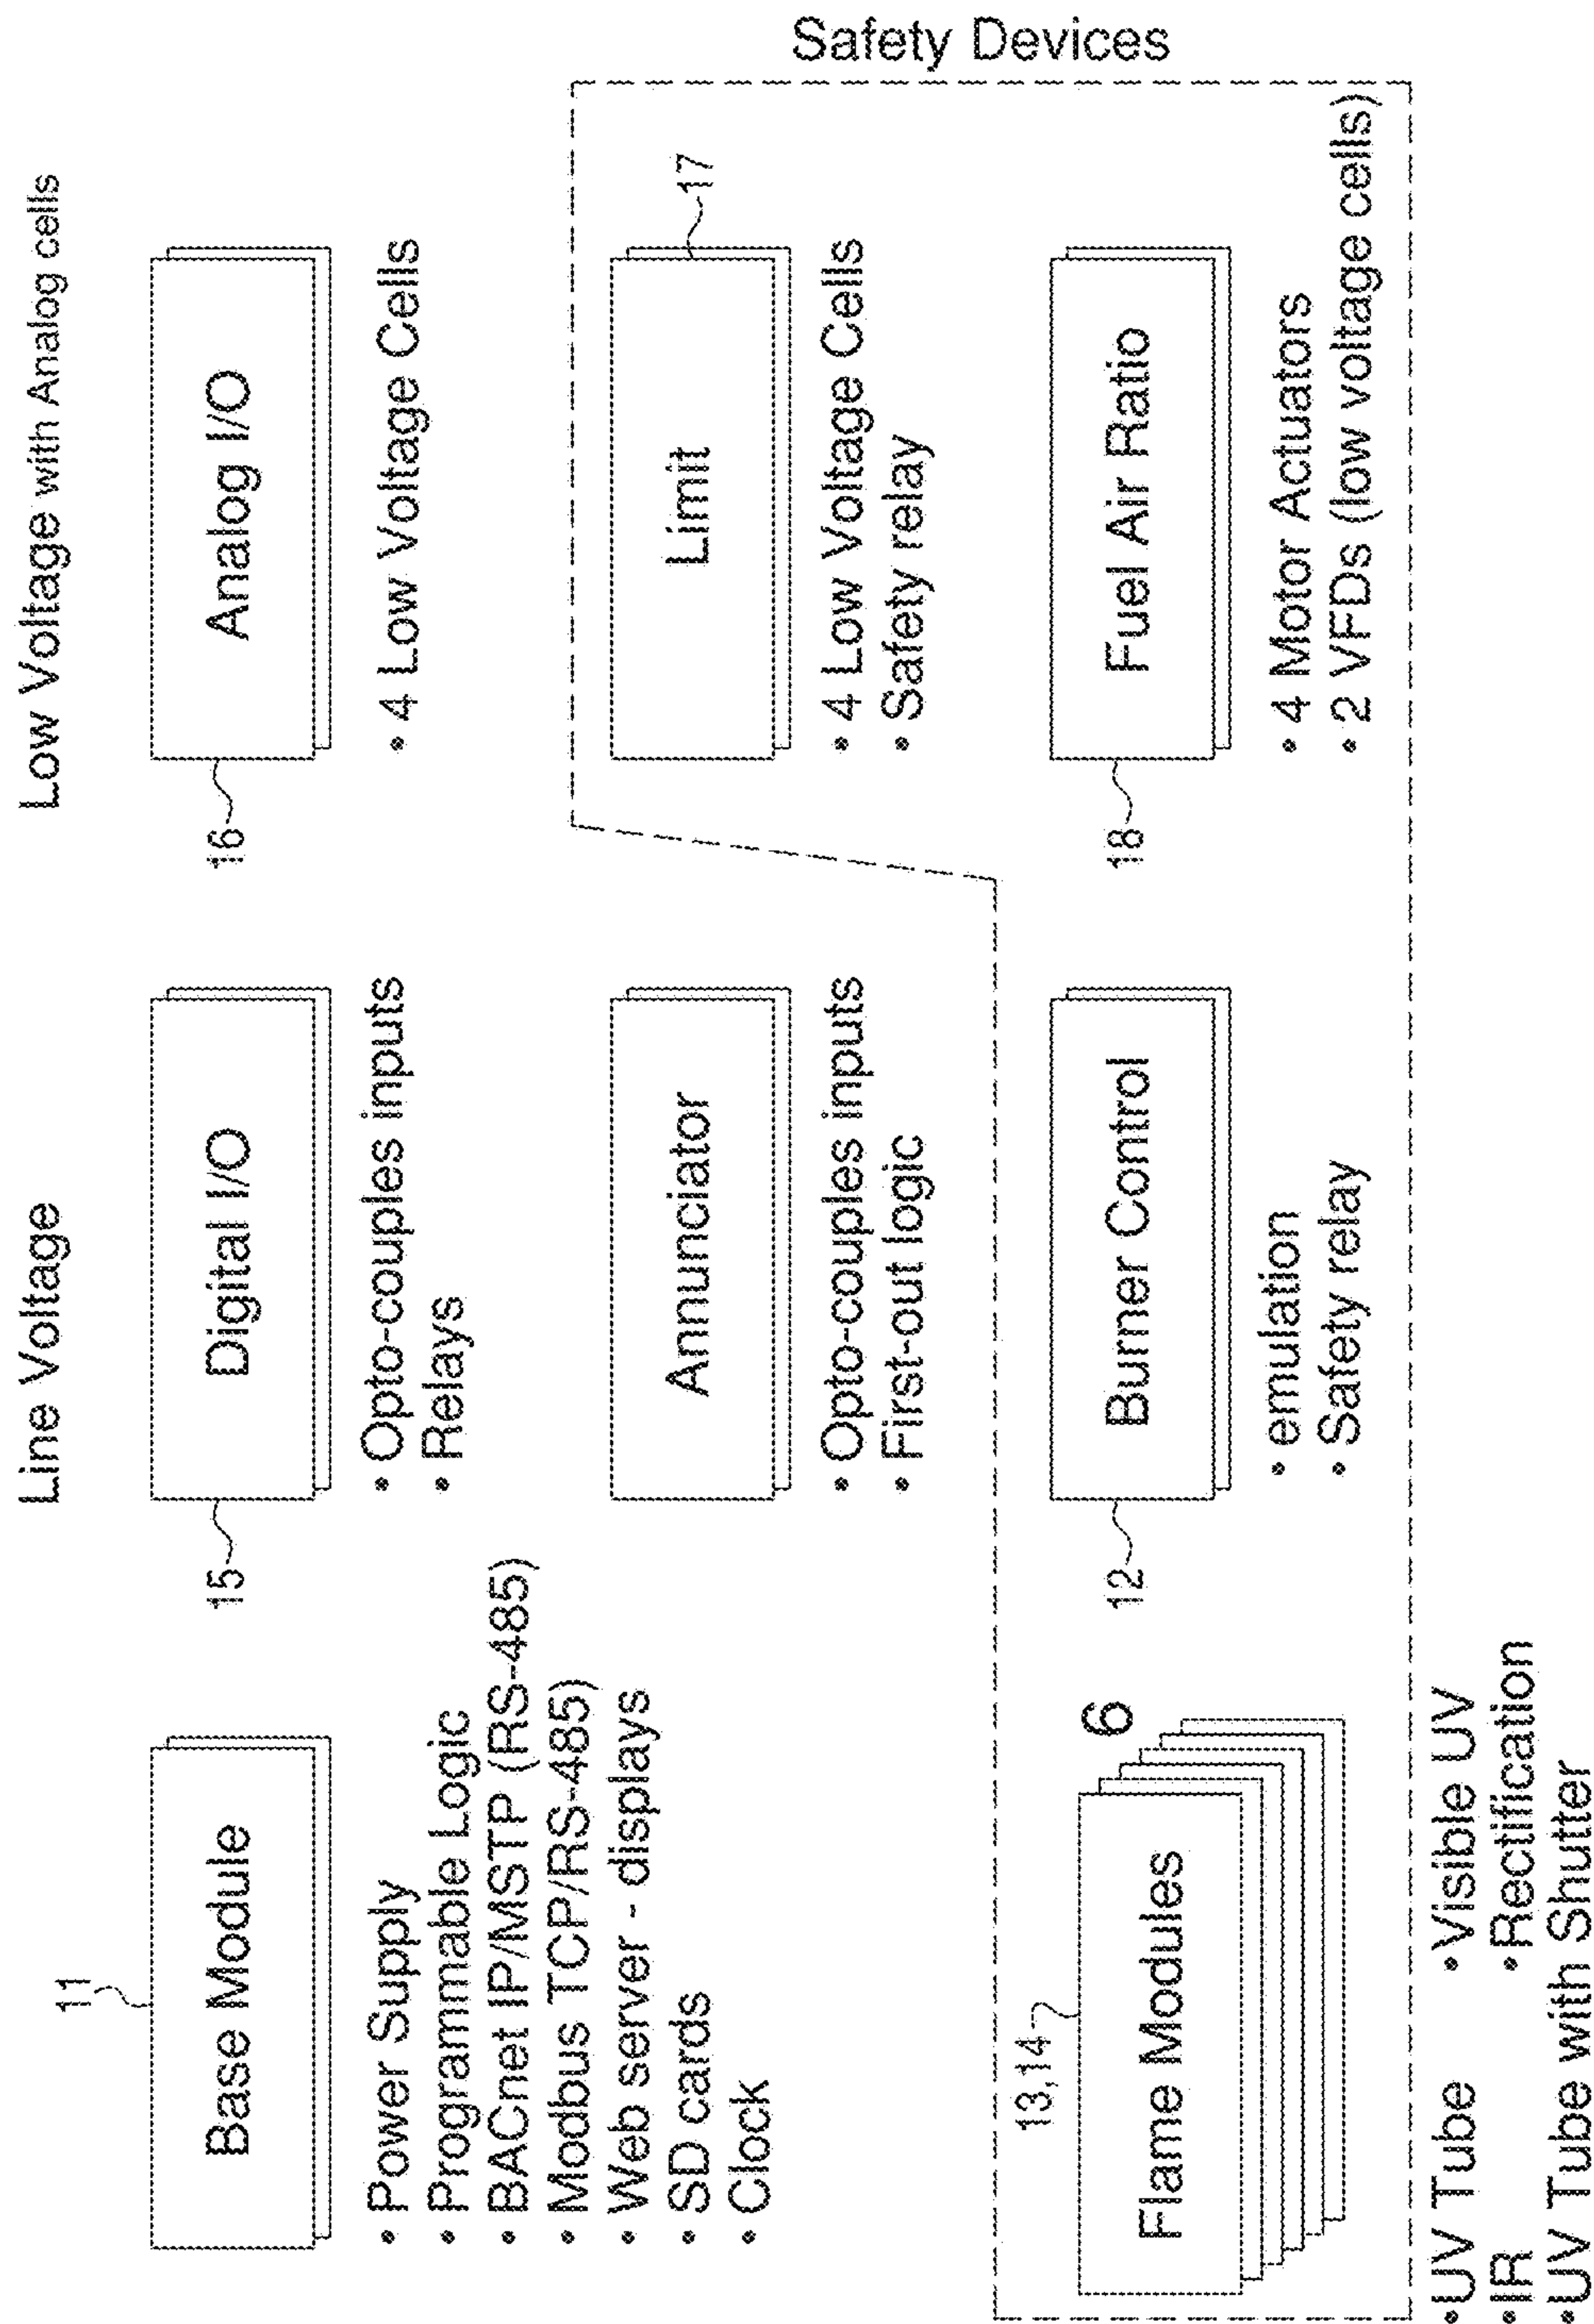 Line Voltage
Low Voltage with Analog cells
11
Base Module
• Power Supply
• Programmable Logic
• BACnet IP/MSTP (RS-485)
• Modbus TCP/RS-485)
• Web server - displays
• SD cards
• Clock
15
Digital I/O
• Opto-couples inputs
• Relays
16
Analog I/O
• 4 Low Voltage Cells
Annunciator
• Opto-couples inputs
• First-out logic
Limit
17
• 4 Low Voltage Cells
• Safety relay
Safety Devices
13,14
Flame Modules
6
12
Burner Control
• emulation
• Safety relay
18
Fuel Air Ratio
• 4 Motor Actuators
• 2 VFDs (low voltage cells)
•UV Tube •Visible UV
•IR •Rectification
•UV Tube with Shutter